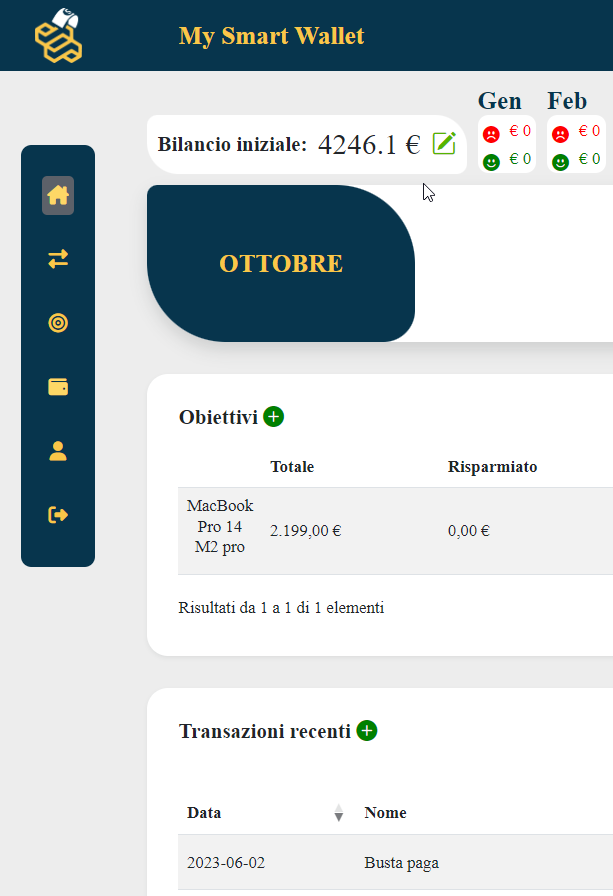 My Smart Wallet
Gen Feb
Bilancio iniziale: 4246.1 €
€ 0 € 0
€ 0 € 0
OTTOBRE
Obiettivi
Totale Risparmiato
MacBook
Pro 14
M2 pro
2.199,00 € 0,00 €
Risultati da 1 a 1 di 1 elementi
Transazioni recenti
Data Nome
2023-06-02 Busta paga